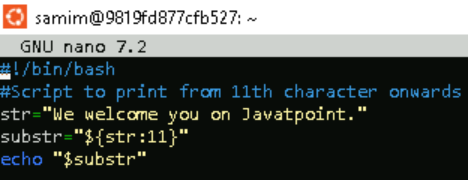 samim@9819fd877cfb527: ~
GNU nano 7.2
#!/bin/bash
#Script to print from 11th character onwards
str="We welcome you on Javatpoint."
substr="${str:11}"
echo "$substr"